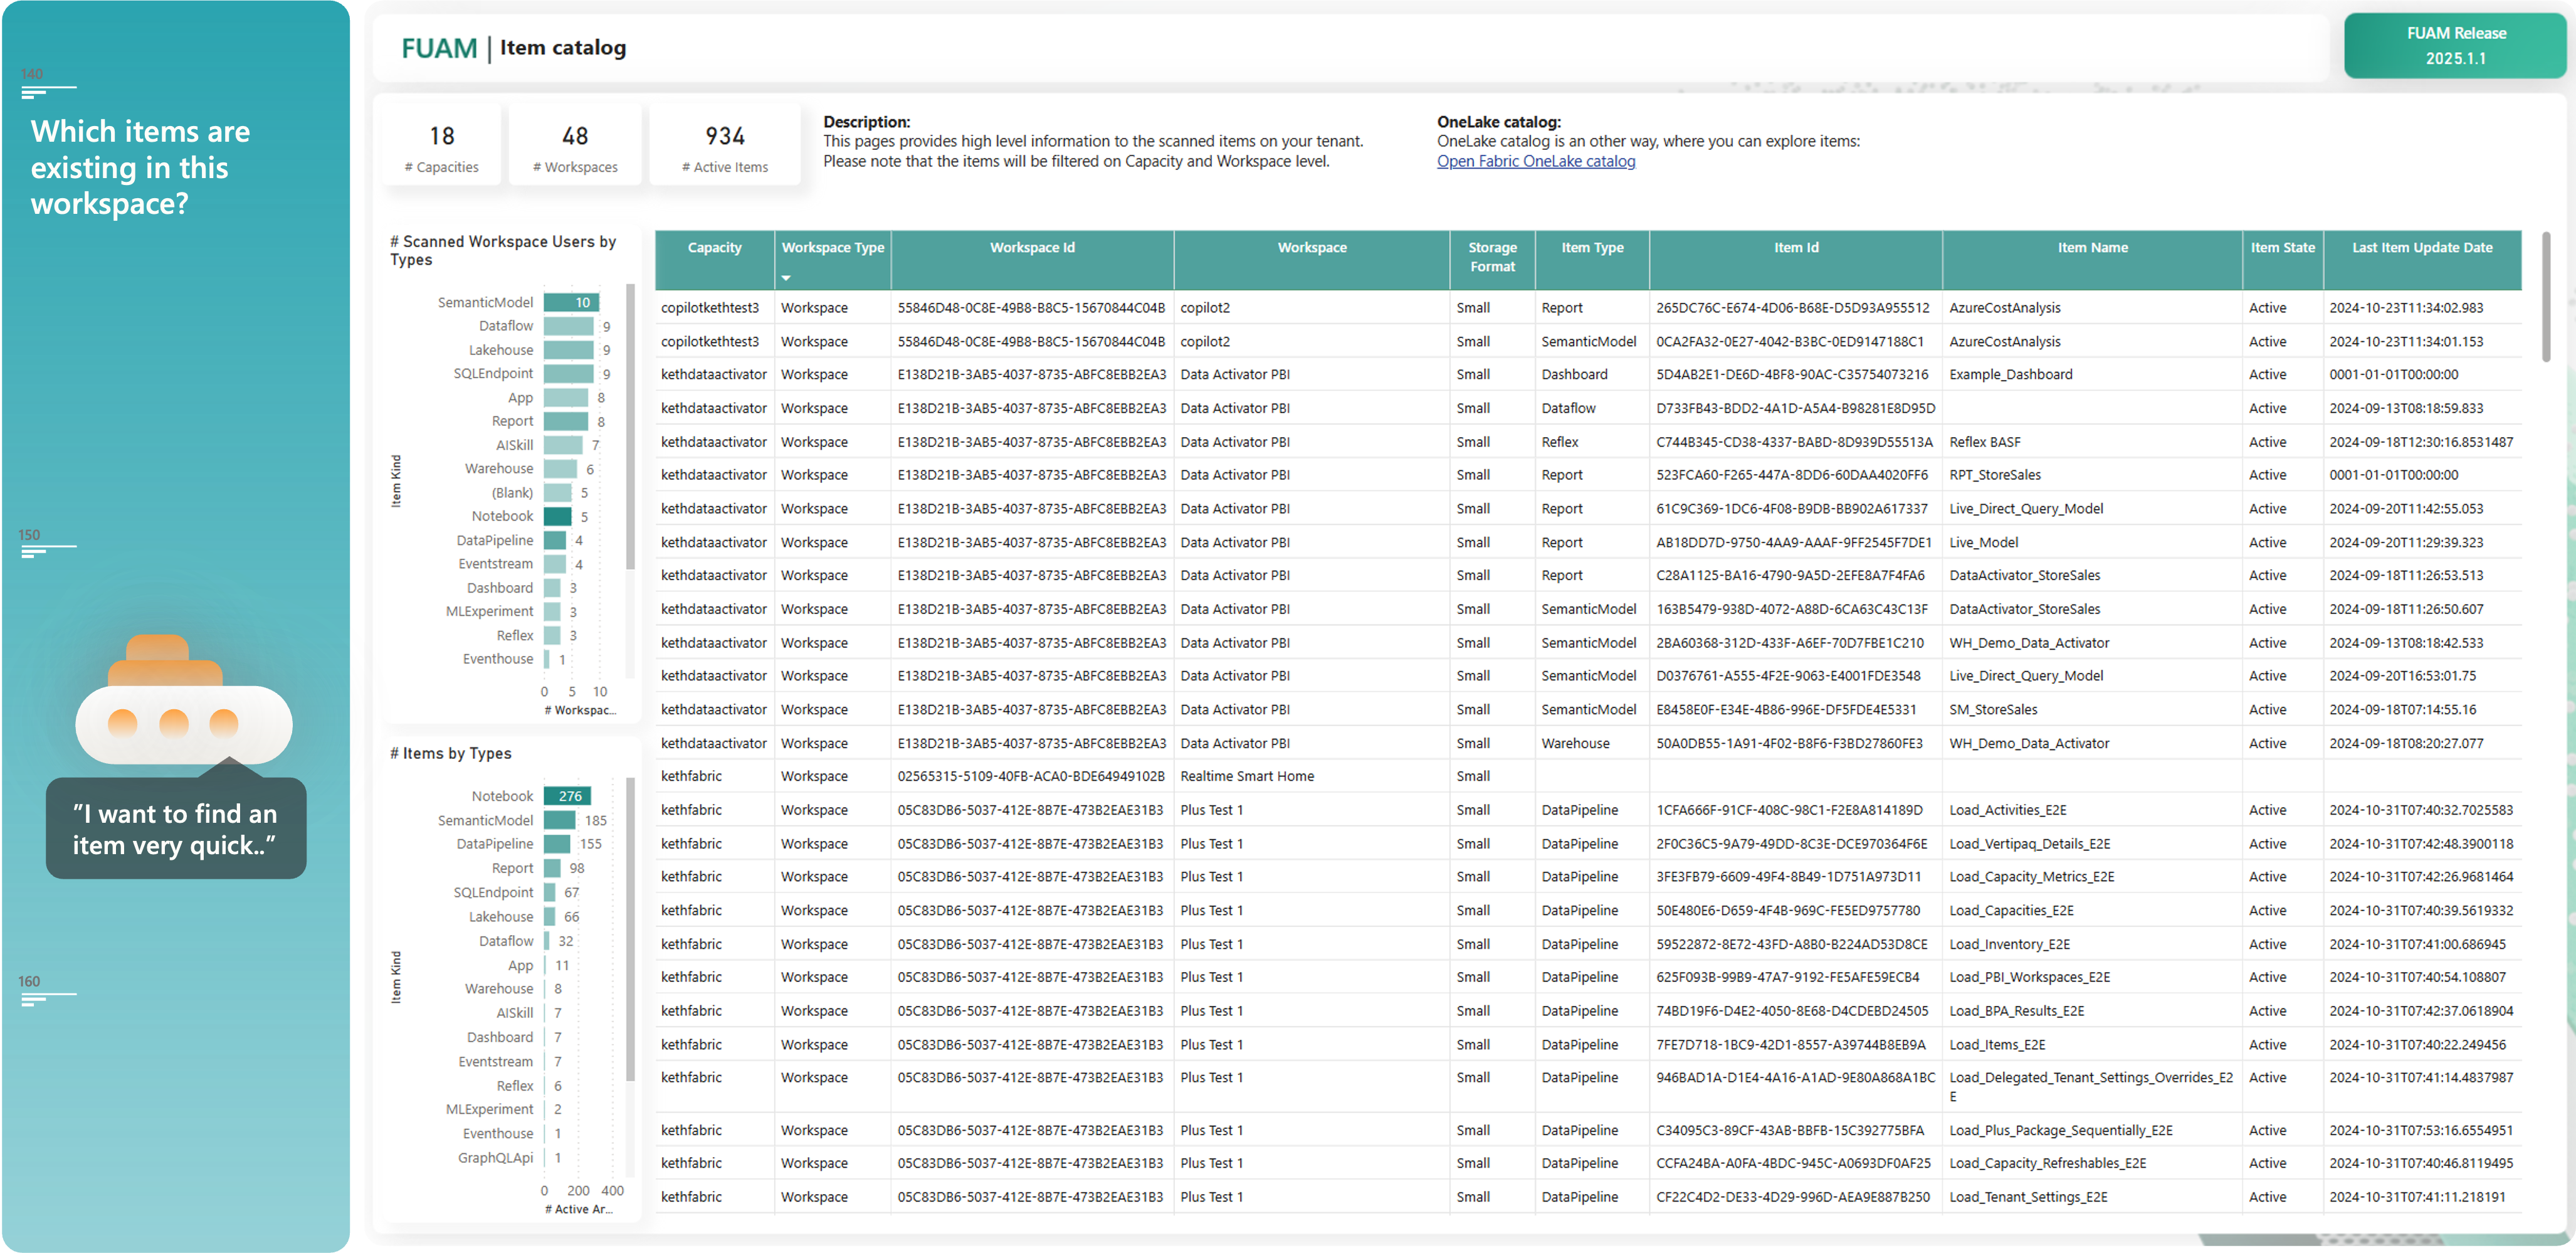 140
Which items are
existing in this
workspace?
150
"I want to find an
item very quick.."
160
FUAM | Item catalog
FUAM Release
2025.1.1
18
# Capacities
48
# Workspaces
934
# Active Items
Description:
This pages provides high level information to the scanned items on your tenant.
Please note that the items will be filtered on Capacity and Workspace level.
OneLake catalog:
OneLake catalog is an other way, where you can explore items:
Open Fabric OneLake catalog
# Scanned Workspace Users by
Types
Item Kind
SemanticModel 10
Dataflow 9
Lakehouse 9
SQLEndpoint 9
App 8
Report 8
AISkill 7
Warehouse 6
(Blank) 5
Notebook 5
DataPipeline 4
Eventstream 4
Dashboard 3
MLExperiment 3
Reflex 3
Eventhouse 1
0 5 10
# Workspac...
# Items by Types
Item Kind
Notebook 276
SemanticModel 185
DataPipeline 155
Report 98
SQLEndpoint 67
Lakehouse 66
Dataflow 32
App 11
Warehouse 8
AISkill 7
Dashboard 7
Eventstream 7
Reflex 6
MLExperiment 2
Eventhouse 1
GraphQLApi 1
0 200 400
# Active Ar...
Capacity Workspace Type Workspace Id Workspace Storage Format Item Type Item Id Item Name Item State Last Item Update Date
copilotkethtest3 Workspace 55846D48-0C8E-49B8-B8C5-15670844C04B copilot2 Small Report 265DC76C-E674-4D06-B68E-D5D93A955512 AzureCostAnalysis Active 2024-10-23T11:34:02.983
copilotkethtest3 Workspace 55846D48-0C8E-49B8-B8C5-15670844C04B copilot2 Small SemanticModel 0CA2FA32-0E27-4042-B3BC-0ED9147188C1 AzureCostAnalysis Active 2024-10-23T11:34:01.153
kethdataactivator Workspace E138D21B-3AB5-4037-8735-ABFC8EBB2EA3 Data Activator PBI Small Dashboard 5D4AB2E1-DE6D-4BF8-90AC-C35754073216 Example_Dashboard Active 0001-01-01T00:00:00
kethdataactivator Workspace E138D21B-3AB5-4037-8735-ABFC8EBB2EA3 Data Activator PBI Small Dataflow D733FB43-BDD2-4A1D-A5A4-B98281E8D95D Active 2024-09-13T08:18:59.833
kethdataactivator Workspace E138D21B-3AB5-4037-8735-ABFC8EBB2EA3 Data Activator PBI Small Reflex C744B345-CD38-4337-BABD-8D939D55513A Reflex BASF Active 2024-09-18T12:30:16.8531487
kethdataactivator Workspace E138D21B-3AB5-4037-8735-ABFC8EBB2EA3 Data Activator PBI Small Report 523FCA60-F265-447A-8DD6-60DAA4020FF6 RPT_StoreSales Active 0001-01-01T00:00:00
kethdataactivator Workspace E138D21B-3AB5-4037-8735-ABFC8EBB2EA3 Data Activator PBI Small Report 61C9C369-1DC6-4F08-B9DB-BB902A617337 Live_Direct_Query_Model Active 2024-09-20T11:42:55.053
kethdataactivator Workspace E138D21B-3AB5-4037-8735-ABFC8EBB2EA3 Data Activator PBI Small Report AB18DD7D-9750-4AA9-AAAF-9FF2545F7DE1 Live_Model Active 2024-09-20T11:29:39.323
kethdataactivator Workspace E138D21B-3AB5-4037-8735-ABFC8EBB2EA3 Data Activator PBI Small Report C28A1125-BA16-4790-9A5D-2EFE8A7F4FA6 DataActivator_StoreSales Active 2024-09-18T11:26:53.513
kethdataactivator Workspace E138D21B-3AB5-4037-8735-ABFC8EBB2EA3 Data Activator PBI Small SemanticModel 163B5479-938D-4072-A88D-6CA63C43C13F DataActivator_StoreSales Active 2024-09-18T11:26:50.607
kethdataactivator Workspace E138D21B-3AB5-4037-8735-ABFC8EBB2EA3 Data Activator PBI Small SemanticModel 2BA60368-312D-433F-A6EF-70D7FBE1C210 WH_Demo_Data_Activator Active 2024-09-13T08:18:42.533
kethdataactivator Workspace E138D21B-3AB5-4037-8735-ABFC8EBB2EA3 Data Activator PBI Small SemanticModel D0376761-A555-4F2E-9063-E4001FDE3548 Live_Direct_Query_Model Active 2024-09-20T16:53:01.75
kethdataactivator Workspace E138D21B-3AB5-4037-8735-ABFC8EBB2EA3 Data Activator PBI Small SemanticModel E8458E0F-E34E-4B86-996E-DF5FDE4E5331 SM_StoreSales Active 2024-09-18T07:14:55.16
kethdataactivator Workspace E138D21B-3AB5-4037-8735-ABFC8EBB2EA3 Data Activator PBI Small Warehouse 50A0DB55-1A91-4F02-B8F6-F3BD27860FE3 WH_Demo_Data_Activator Active 2024-09-18T08:20:27.077
kethfabric Workspace 02565315-5109-40FB-ACA0-BDE64949102B Realtime Smart Home Small
kethfabric Workspace 05C83DB6-5037-412E-8B7E-473B2EAE31B3 Plus Test 1 Small DataPipeline 1CFA666F-91CF-408C-98C1-F2E8A814189D Load_Activities_E2E Active 2024-10-31T07:40:32.7025583
kethfabric Workspace 05C83DB6-5037-412E-8B7E-473B2EAE31B3 Plus Test 1 Small DataPipeline 2F0C36C5-9A79-49DD-8C3E-DCE970364F6E Load_Vertipaq_Details_E2E Active 2024-10-31T07:42:48.3900118
kethfabric Workspace 05C83DB6-5037-412E-8B7E-473B2EAE31B3 Plus Test 1 Small DataPipeline 3FE3FB79-6609-49F4-8B49-1D751A973D11 Load_Capacity_Metrics_E2E Active 2024-10-31T07:42:26.9681464
kethfabric Workspace 05C83DB6-5037-412E-8B7E-473B2EAE31B3 Plus Test 1 Small DataPipeline 50E480E6-D659-4F4B-969C-FE5ED9757780 Load_Capacities_E2E Active 2024-10-31T07:40:39.5619332
kethfabric Workspace 05C83DB6-5037-412E-8B7E-473B2EAE31B3 Plus Test 1 Small DataPipeline 59522872-8E72-43FD-A8B0-B224AD53D8CE Load_Inventory_E2E Active 2024-10-31T07:41:00.686945
kethfabric Workspace 05C83DB6-5037-412E-8B7E-473B2EAE31B3 Plus Test 1 Small DataPipeline 625F093B-99B9-47A7-9192-FE5AFE59ECB4 Load_PBI_Workspaces_E2E Active 2024-10-31T07:40:54.108807
kethfabric Workspace 05C83DB6-5037-412E-8B7E-473B2EAE31B3 Plus Test 1 Small DataPipeline 74BD19F6-D4E2-4050-8E68-D4CDEBD24505 Load_BPA_Results_E2E Active 2024-10-31T07:42:37.0618904
kethfabric Workspace 05C83DB6-5037-412E-8B7E-473B2EAE31B3 Plus Test 1 Small DataPipeline 7FE7D718-1BC9-42D1-8557-A39744B8EB9A Load_Items_E2E Active 2024-10-31T07:40:22.249456
kethfabric Workspace 05C83DB6-5037-412E-8B7E-473B2EAE31B3 Plus Test 1 Small DataPipeline 946BAD1A-D1E4-4A16-A1AD-9E80A868A1BC Load_Delegated_Tenant_Settings_Overrides_E2 Active 2024-10-31T07:41:14.4837987
E
kethfabric Workspace 05C83DB6-5037-412E-8B7E-473B2EAE31B3 Plus Test 1 Small DataPipeline C34095C3-89CF-43AB-BBFB-15C392775BFA Load_Plus_Package_Sequentially_E2E Active 2024-10-31T07:53:16.6554951
kethfabric Workspace 05C83DB6-5037-412E-8B7E-473B2EAE31B3 Plus Test 1 Small DataPipeline CCFA24BA-A0FA-4BDC-945C-A0693DF0AF25 Load_Capacity_Refreshables_E2E Active 2024-10-31T07:40:46.8119495
kethfabric Workspace 05C83DB6-5037-412E-8B7E-473B2EAE31B3 Plus Test 1 Small DataPipeline CF22C4D2-DE33-4D29-996D-AEA9E887B250 Load_Tenant_Settings_E2E Active 2024-10-31T07:41:11.218191